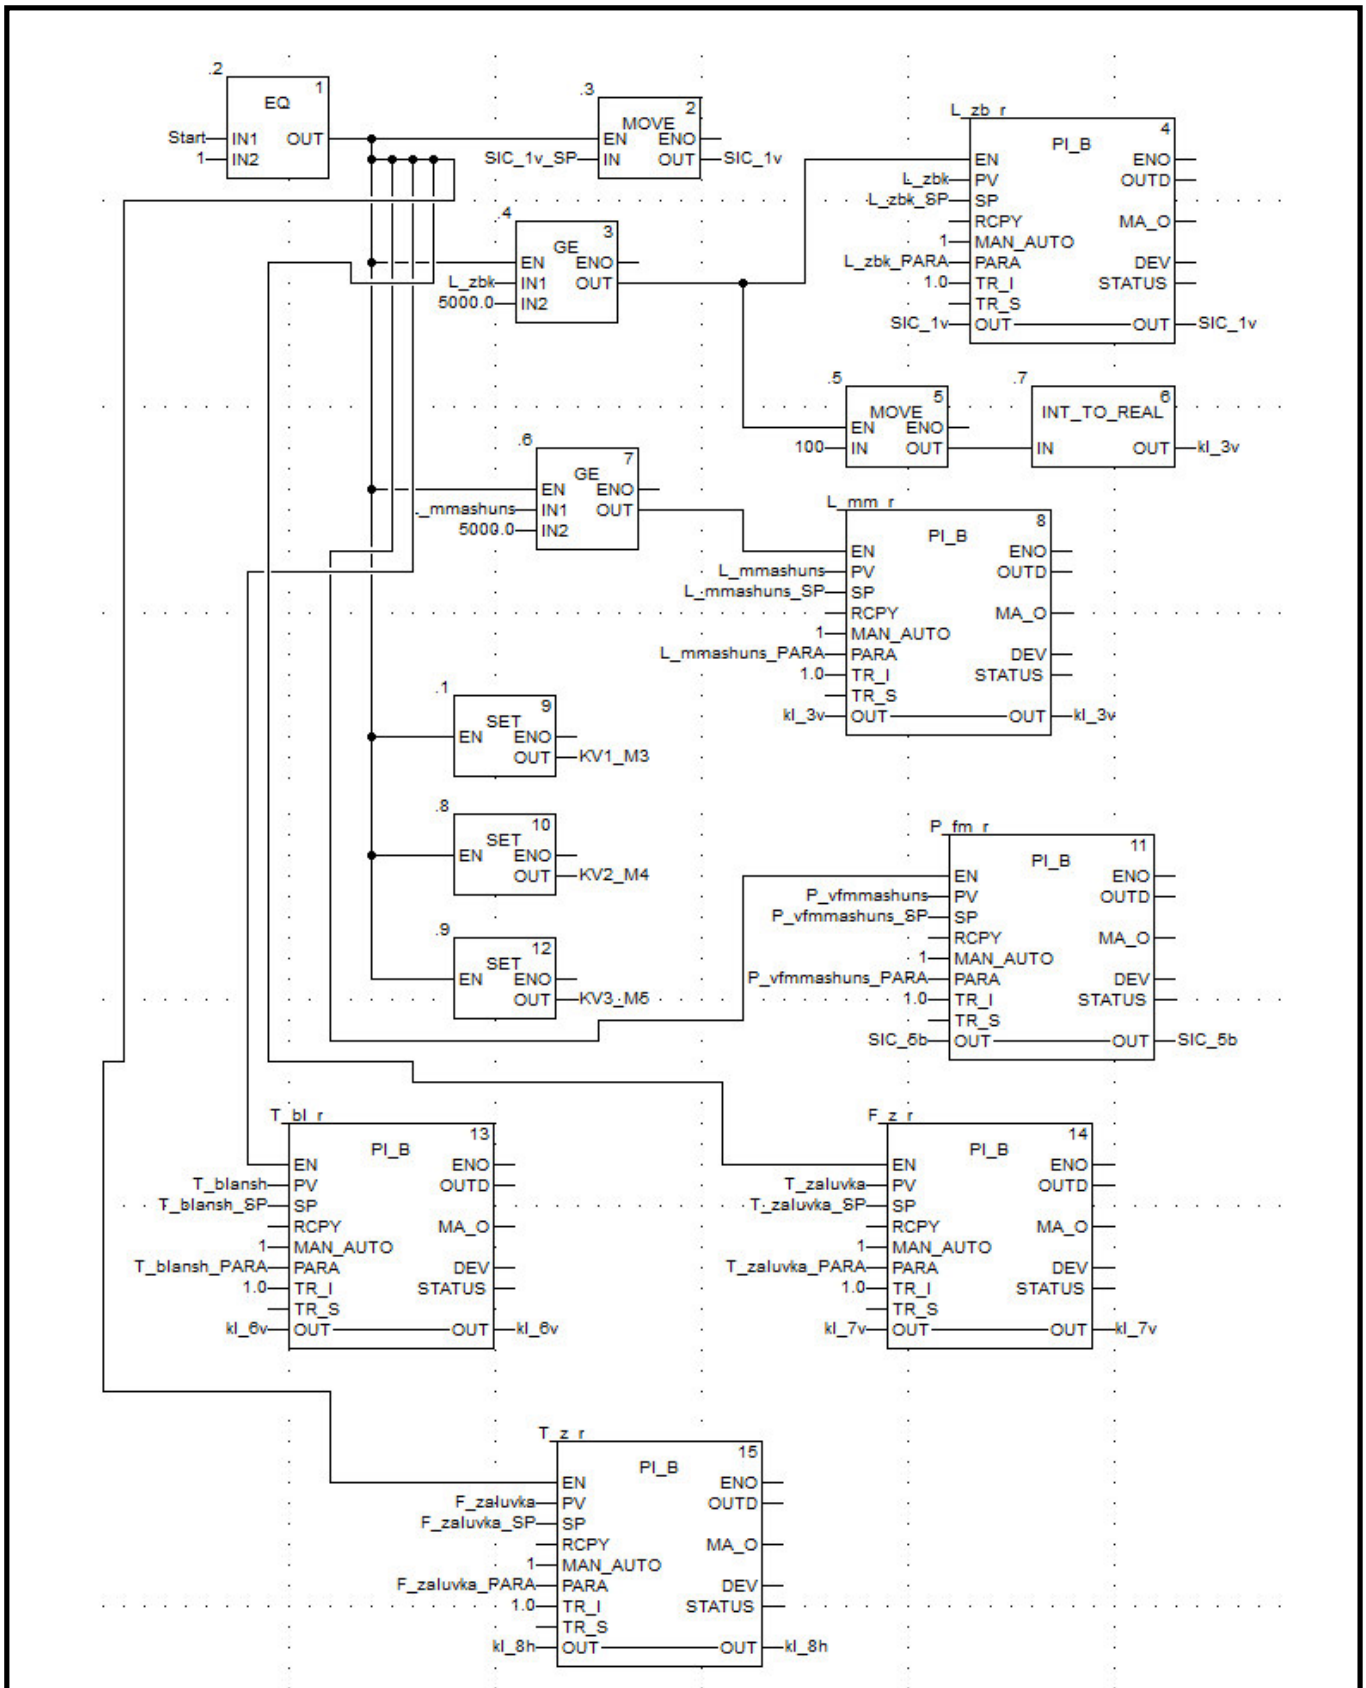 .2
1
EQ
Start IN1 OUT
1 IN2
.3
2
MOVE
EN ENO
SIC_1v_SP IN OUT SIC_1v
L_zb_r
4
PI_B
EN ENO
L_zbk PV OUTD
L_zbk_SP SP
RCPY MA_O
1 MAN_AUTO
L_zbk_PARA PARA DEV
1.0 TR_I STATUS
TR_S
SIC_1v OUT OUT SIC_1v
.4
3
GE
EN ENO
L_zbk IN1 OUT
5000.0 IN2
.5
5
MOVE
EN ENO
100 IN OUT
.7
6
INT_TO_REAL
IN OUT kl_3v
.6
7
GE
EN ENO
._mmashuns IN1 OUT
5000.0 IN2
L_mm_r
8
PI_B
EN ENO
L_mmashuns PV OUTD
L_mmashuns_SP SP
RCPY MA_O
1 MAN_AUTO
L_mmashuns_PARA PARA DEV
1.0 TR_I STATUS
TR_S
kl_3v OUT OUT kl_3v
.1
9
SET
EN ENO
OUT KV1_M3
.8
10
SET
EN ENO
OUT KV2_M4
.9
12
SET
EN ENO
OUT KV3_M5
P_fm_r
11
PI_B
EN ENO
P_vfmmashuns PV OUTD
P_vfmmashuns_SP SP
RCPY MA_O
1 MAN_AUTO
P_vfmmashuns_PARA PARA DEV
1.0 TR_I STATUS
TR_S
SIC_5b OUT OUT SIC_5b
T_bl_r
13
PI_B
EN ENO
T_blansh PV OUTD
T_blansh_SP SP
RCPY MA_O
1 MAN_AUTO
T_blansh_PARA PARA DEV
1.0 TR_I STATUS
TR_S
kl_6v OUT OUT kl_6v
F_z_r
14
PI_B
EN ENO
T_zaluvka PV OUTD
T_zaluvka_SP SP
RCPY MA_O
1 MAN_AUTO
T_zaluvka_PARA PARA DEV
1.0 TR_I STATUS
TR_S
kl_7v OUT OUT kl_7v
T_z_r
15
PI_B
EN ENO
F_zaluvka PV OUTD
F_zaluvka_SP SP
RCPY MA_O
1 MAN_AUTO
F_zaluvka_PARA PARA DEV
1.0 TR_I STATUS
TR_S
kl_8h OUT OUT kl_8h